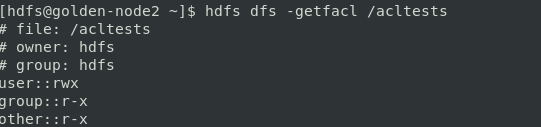 [hdfs@golden-node2 ~]$ hdfs dfs -getfacl /acltests
# file: /acltests
# owner: hdfs
# group: hdfs
user::rwx
group::r-x
other::r-x